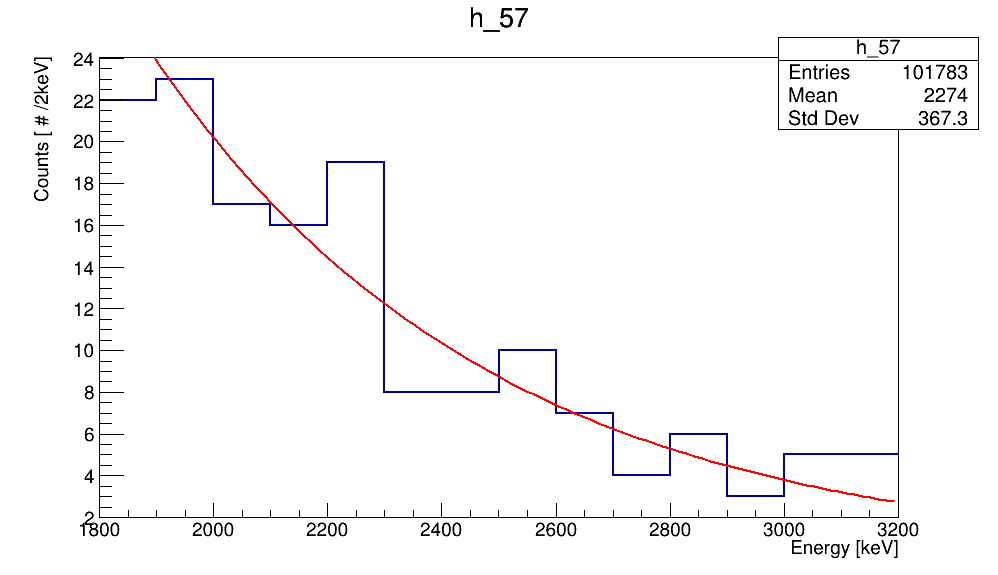 h_57
h_57
Entries 101783
Mean 2274
Std Dev 367.3
Counts [ # /2keV]
24
22
20
18
16
14
12
10
8
6
4
2
1800 2000 2200 2400 2600 2800 3000 3200
Energy [keV]